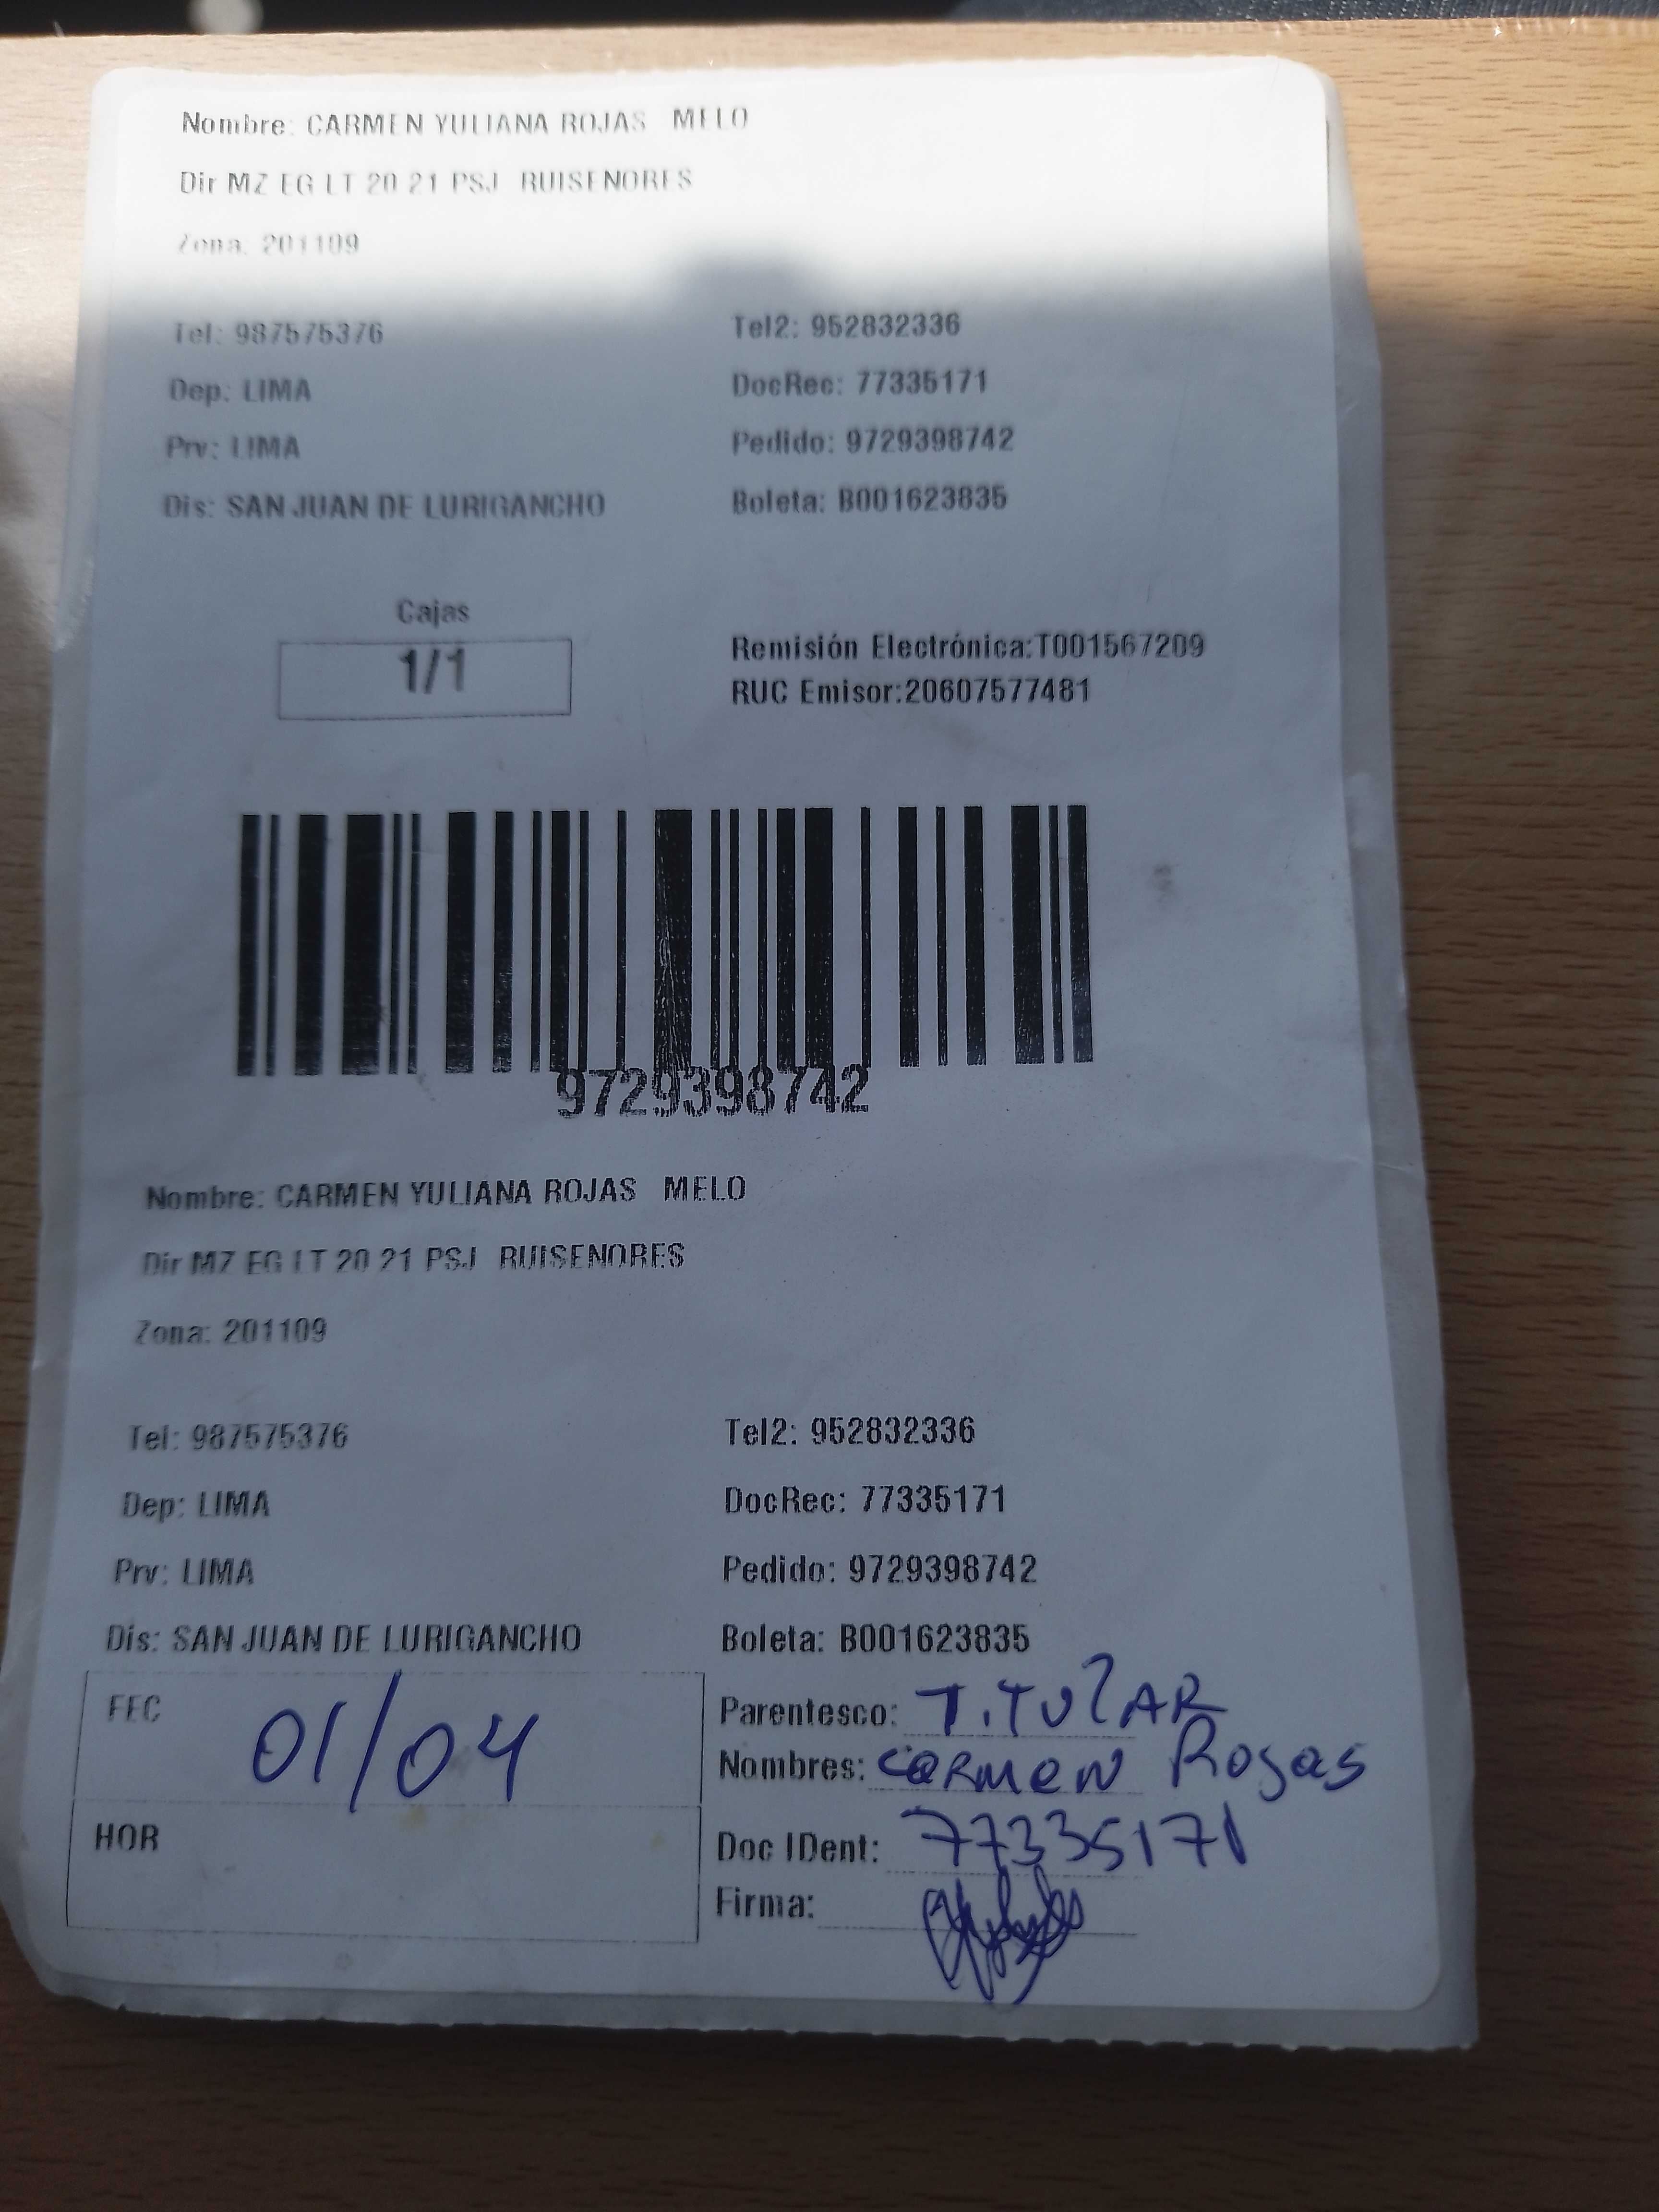 Nombre: CARMEN YULIANA ROJAS MELO
Dir MZ EG LT 20 21 PSJ RUISENORES
Zona: 201109
Tel: 987575376 Tel2: 952832336
Dep: LIMA DocRec: 77335171
Prv: LIMA Pedido: 9729398742
Dis: SAN JUAN DE LURIGANCHO Boleta: B001623835
Cajas
1/1
Remisión Electrónica:T001567209
RUC Emisor:20607577481
9729398742
Nombre: CARMEN YULIANA ROJAS MELO
Dir MZ EG LT 20 21 PSJ RUISENORES
Zona: 201109
Tel: 987575376 Tel2: 952832336
Dep: LIMA DocRec: 77335171
Prv: LIMA Pedido: 9729398742
Dis: SAN JUAN DE LURIGANCHO Boleta: B001623835
FEC 01/04
HOR
Parentesco: TITULAR
Nombres: CARMEN Rojas
Doc IDent: 77335171
Firma: